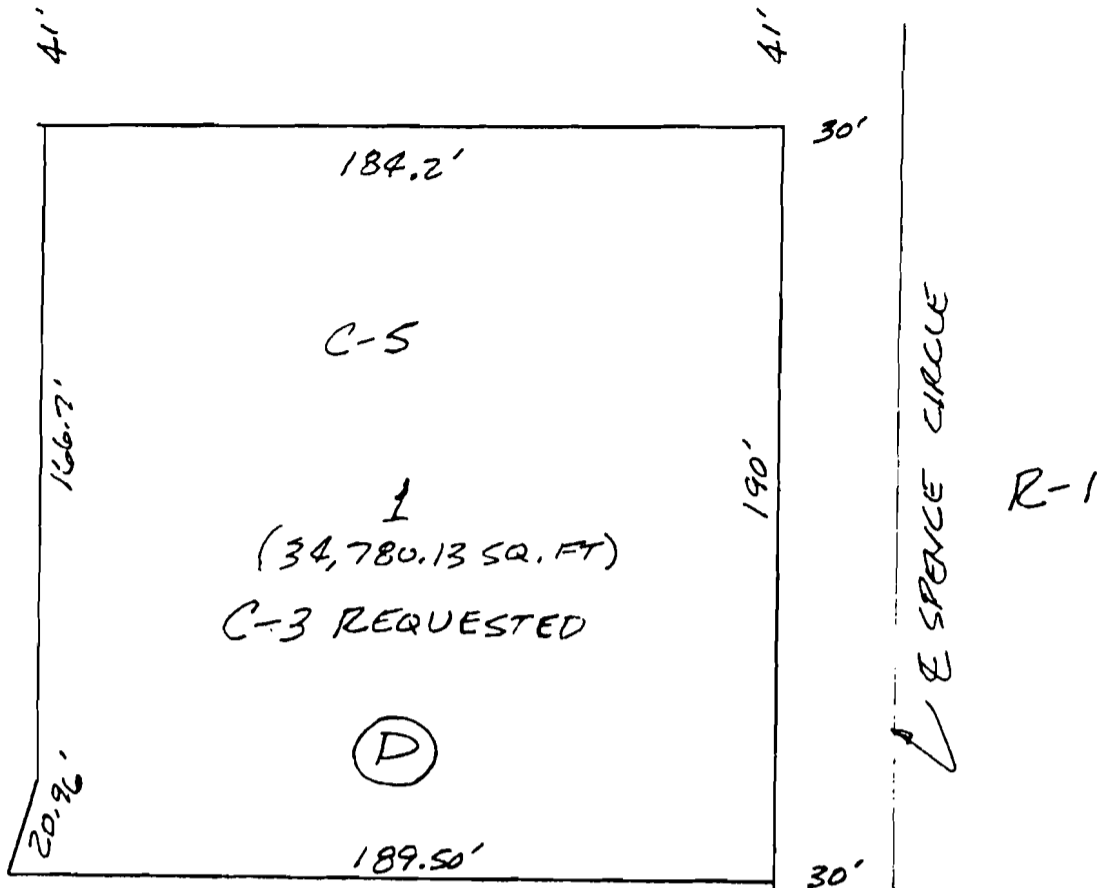 41'
41'
30'
184.2'
C-5
166.7'
190'
1
(34,780.13 SQ. FT)
C-3 REQUESTED
℄ SPENCE CIRCLE
R-1
D
20.96'
189.50'
30'